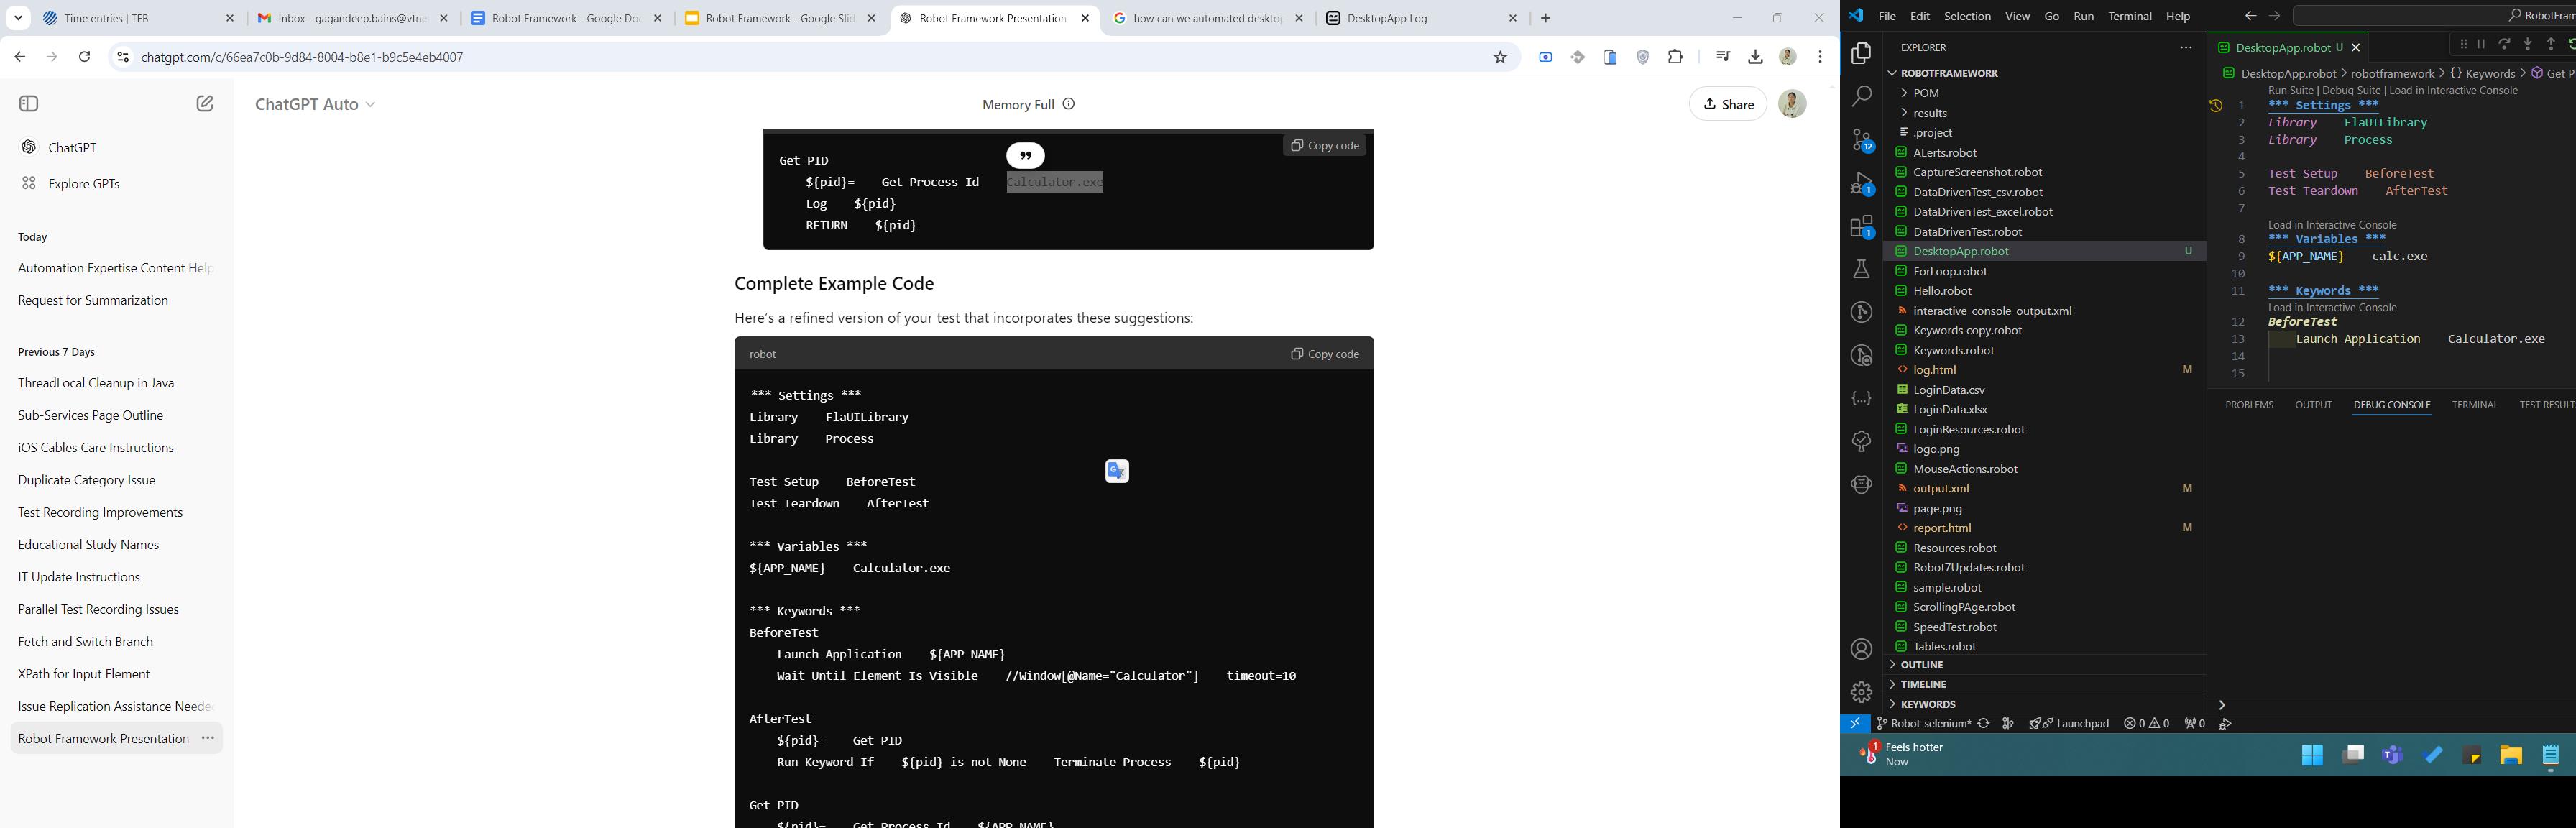 Time entries | TEB
Inbox - gagandeep.bains@vtne
Robot Framework - Google Doc
Robot Framework - Google Slid
Robot Framework Presentation
how can we automated desktop
DesktopApp Log
chatgpt.com/c/66ea7c0b-9d84-8004-b8e1-b9c5e4eb4007
ChatGPT
Explore GPTs
Today
Automation Expertise Content Help
Request for Summarization
Previous 7 Days
ThreadLocal Cleanup in Java
Sub-Services Page Outline
iOS Cables Care Instructions
Duplicate Category Issue
Test Recording Improvements
Educational Study Names
IT Update Instructions
Parallel Test Recording Issues
Fetch and Switch Branch
XPath for Input Element
Issue Replication Assistance Needed
Robot Framework Presentation
ChatGPT Auto
Memory Full
Share
Copy code
Get PID
${pid}=    Get Process Id    Calculator.exe
Log    ${pid}
RETURN    ${pid}
Complete Example Code
Here's a refined version of your test that incorporates these suggestions:
robot
Copy code
*** Settings ***
Library    FlaUILibrary
Library    Process
Test Setup    BeforeTest
Test Teardown    AfterTest
*** Variables ***
${APP_NAME}    Calculator.exe
*** Keywords ***
BeforeTest
Launch Application    ${APP_NAME}
Wait Until Element Is Visible    //Window[@Name="Calculator"]    timeout=10
AfterTest
${pid}=    Get PID
Run Keyword If    ${pid} is not None    Terminate Process    ${pid}
Get PID
${pid}=    Get Process Id    ${APP_NAME}
File Edit Selection View Go Run Terminal Help
RobotFram
EXPLORER
ROBOTFRAMEWORK
POM
results
.project
ALerts.robot
CaptureScreenshot.robot
DataDrivenTest_csv.robot
DataDrivenTest_excel.robot
DataDrivenTest.robot
DesktopApp.robot U
ForLoop.robot
Hello.robot
interactive_console_output.xml
Keywords copy.robot
Keywords.robot
log.html M
LoginData.csv
LoginData.xlsx
LoginResources.robot
logo.png
MouseActions.robot
output.xml M
page.png
report.html M
Resources.robot
Robot7Updates.robot
sample.robot
ScrollingPAge.robot
SpeedTest.robot
Tables.robot
OUTLINE
TIMELINE
KEYWORDS
12
1
1
DesktopApp.robot U
DesktopApp.robot > robotframework > {} Keywords > Get P
Run Suite | Debug Suite | Load in Interactive Console
1 *** Settings ***
2 Library    FlaUILibrary
3 Library    Process
4
5 Test Setup    BeforeTest
6 Test Teardown    AfterTest
7
Load in Interactive Console
8 *** Variables ***
9 ${APP_NAME}    calc.exe
10
11 *** Keywords ***
Load in Interactive Console
12 BeforeTest
13 Launch Application    Calculator.exe
14
15
PROBLEMS OUTPUT DEBUG CONSOLE TERMINAL TEST RESULT
Robot-selenium* Launchpad 0 0 0
1
Feels hotter
Now